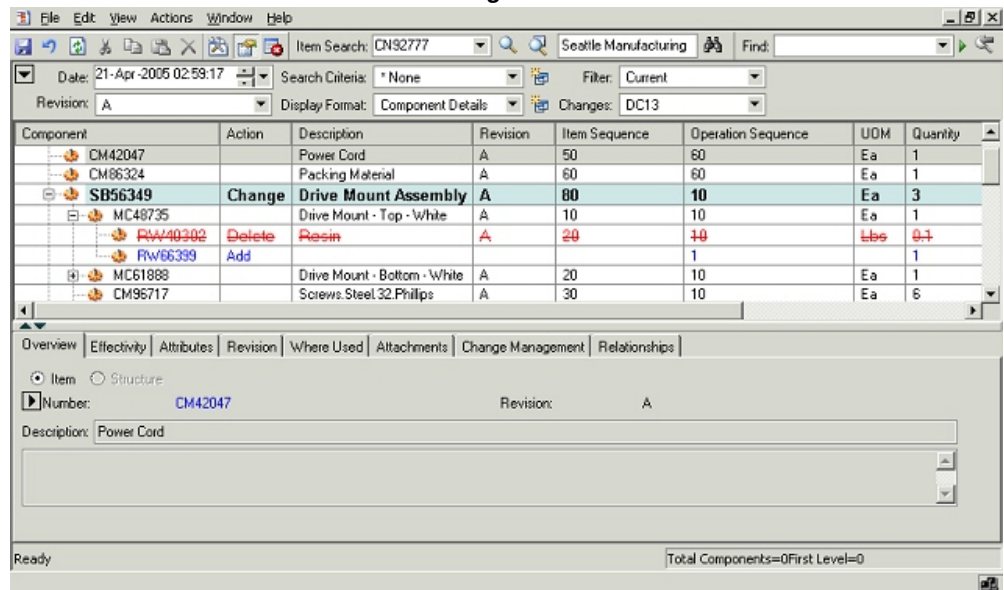 File Edit View Actions Window Help
Item Search: CN92777 Seattle Manufacturing Find:
Date: 21-Apr-2005 02:59:17 Search Criteria: * None Filter: Current
Revision: A Display Format: Component Details Changes: DC13
Component Action Description Revision Item Sequence Operation Sequence UOM Quantity
CM42047 Power Cord A 50 60 Ea 1
CM86324 Packing Material A 60 60 Ea 1
SB56349 Change Drive Mount Assembly A 80 10 Ea 3
MC48735 Drive Mount - Top - White A 10 10 Ea 1
RW40302 Delete Resin A 20 10 Lbs 0.1
RW66399 Add 1 1
MC61888 Drive Mount - Bottom - White A 20 10 Ea 1
CM96717 Screws.Steel.32.Phillips A 30 10 Ea 6
Overview Effectivity Attributes Revision Where Used Attachments Change Management Relationships
Item Structure
Number: CM42047 Revision: A
Description: Power Cord
Ready Total Components=0First Level=0